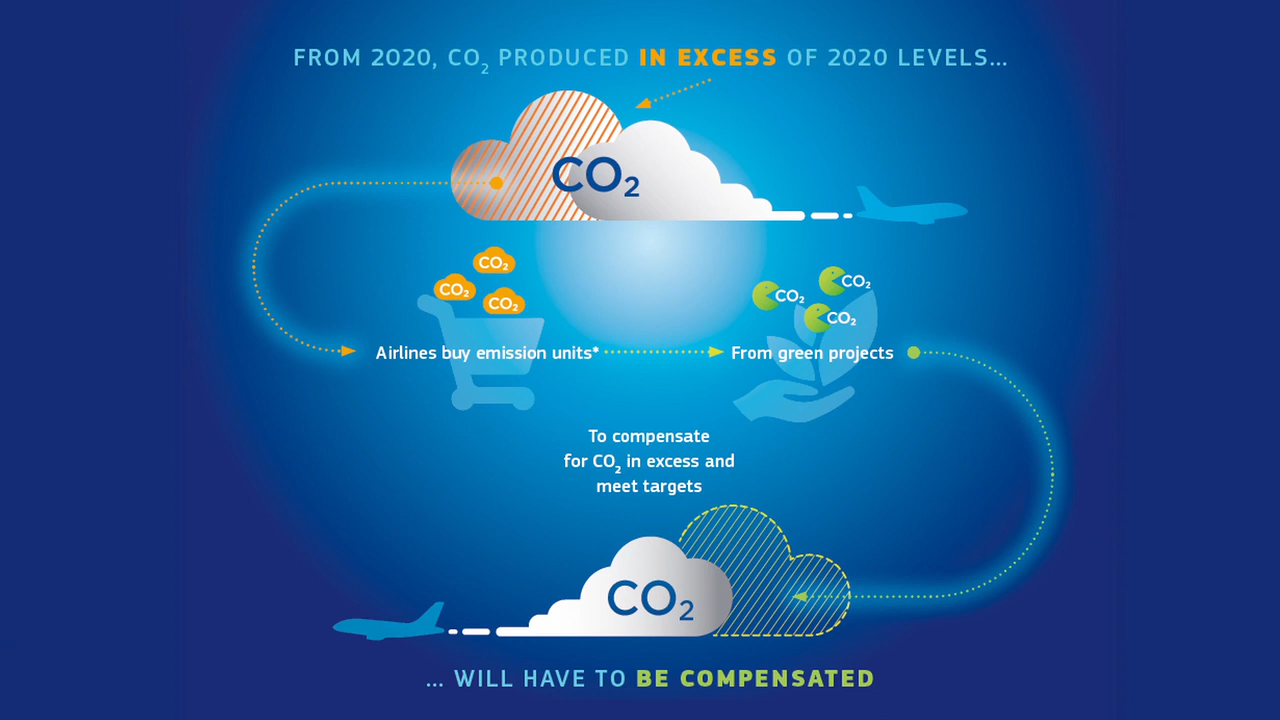 FROM 2020, CO₂ PRODUCED IN EXCESS OF 2020 LEVELS...
CO₂
CO₂
CO₂
CO₂
CO₂
CO₂
CO₂
Airlines buy emission units*
From green projects
To compensate
for CO₂ in excess and
meet targets
CO₂
... WILL HAVE TO BE COMPENSATED